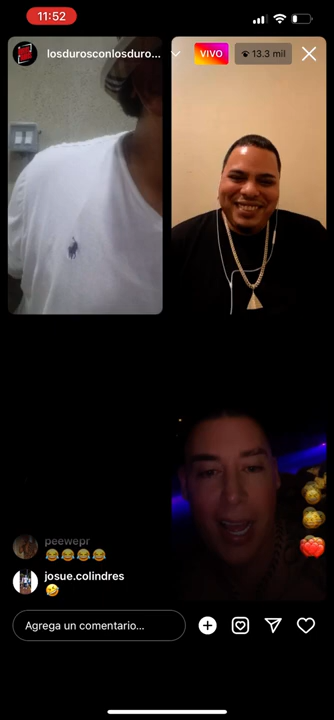 11:52
losdurosconlosduro...
VIVO
13.3 mil
peewepr
😂😂😂😂
josue.colindres
🤣
Agrega un comentario...